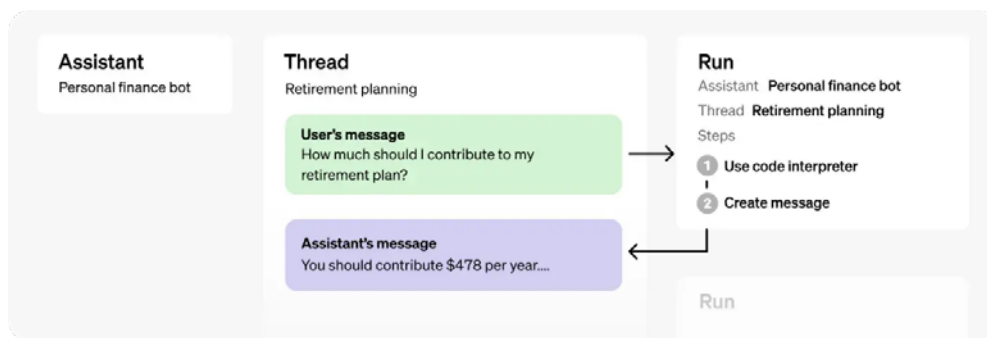 Assistant
Personal finance bot
Thread
Retirement planning
User's message
How much should I contribute to my
retirement plan?
Assistant's message
You should contribute $478 per year....
Run
Assistant Personal finance bot
Thread Retirement planning
Steps
1 Use code interpreter
2 Create message
Run